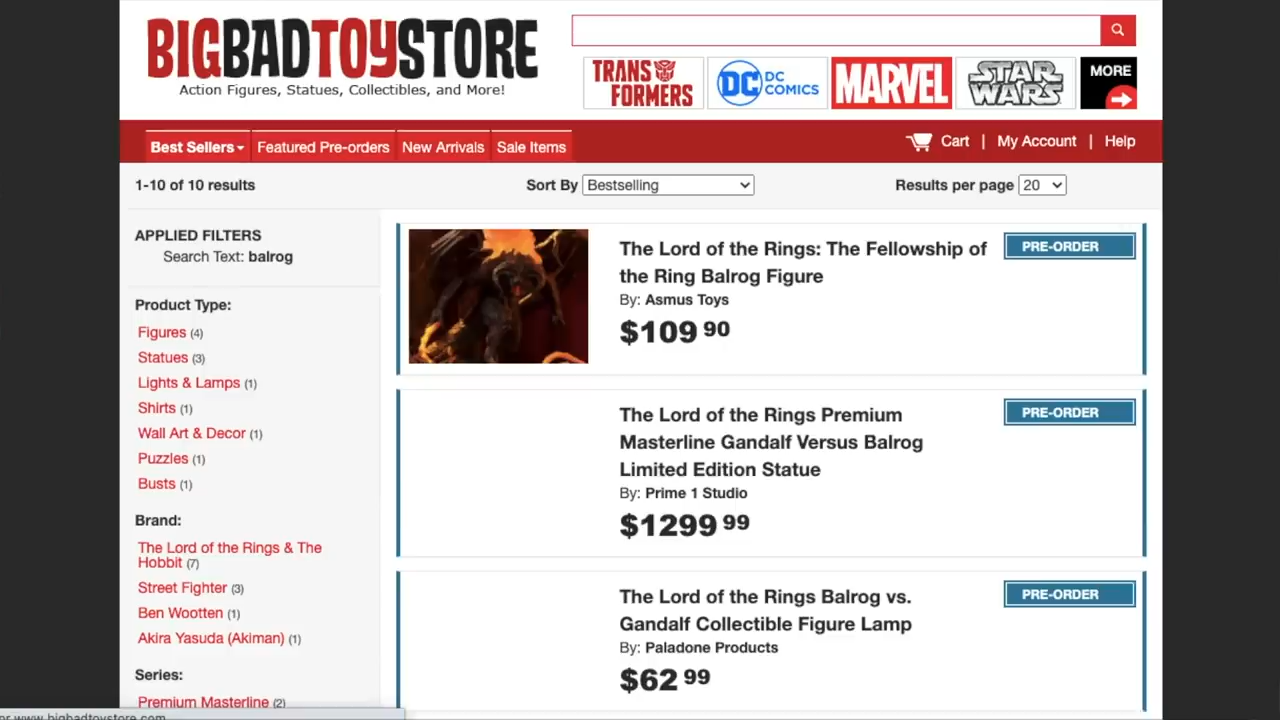 BIGBADTOYSTORE
Action Figures, Statues, Collectibles, and More!
TRANS FORMERS
DC DC COMICS
MARVEL
STAR WARS
MORE
Best Sellers
Featured Pre-orders
New Arrivals
Sale Items
Cart | My Account | Help
1-10 of 10 results
Sort By Bestselling
Results per page 20
APPLIED FILTERS
Search Text: balrog
Product Type:
Figures (4)
Statues (3)
Lights & Lamps (1)
Shirts (1)
Wall Art & Decor (1)
Puzzles (1)
Busts (1)
Brand:
The Lord of the Rings & The
Hobbit (7)
Street Fighter (3)
Ben Wootten (1)
Akira Yasuda (Akiman) (1)
Series:
Premium Masterline (2)
The Lord of the Rings: The Fellowship of
the Ring Balrog Figure
By: Asmus Toys
$109 90
PRE-ORDER
The Lord of the Rings Premium
Masterline Gandalf Versus Balrog
Limited Edition Statue
By: Prime 1 Studio
$1299 99
PRE-ORDER
The Lord of the Rings Balrog vs.
Gandalf Collectible Figure Lamp
By: Paladone Products
$62 99
PRE-ORDER
www.bigbadtoystore.com